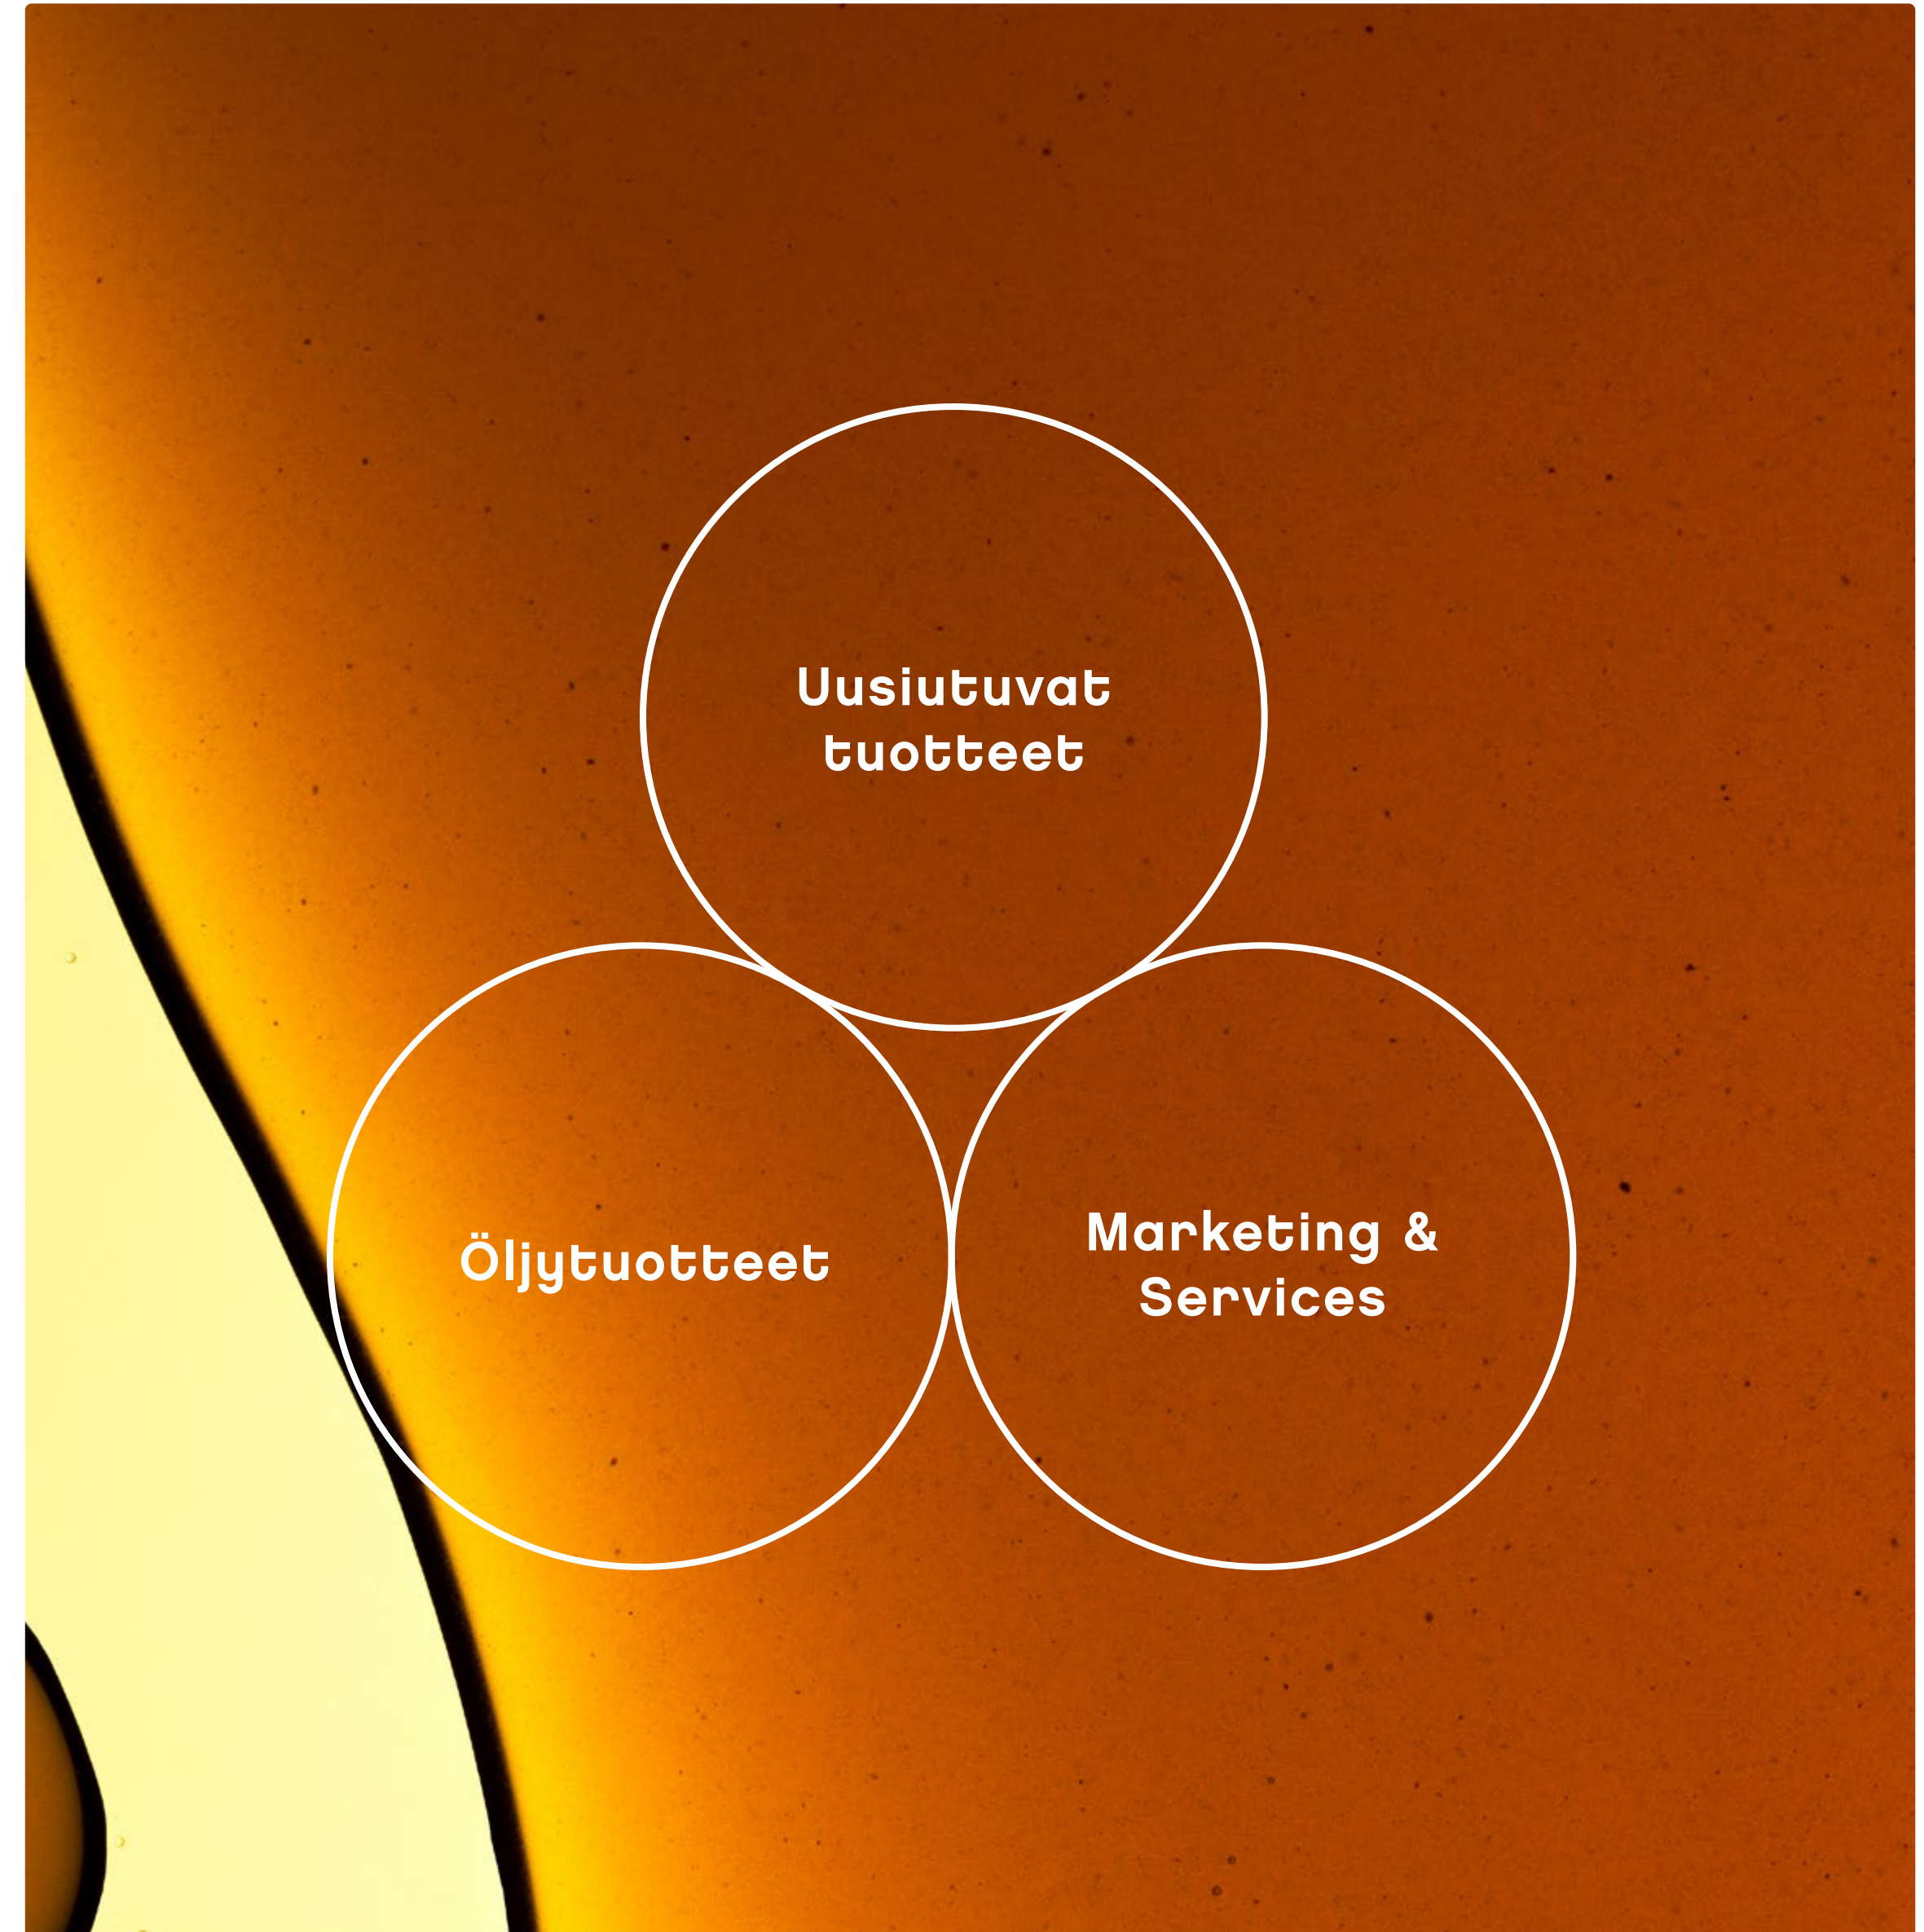 Uusiutuvat
tuotteet
Öljytuotteet
Marketing &
Services